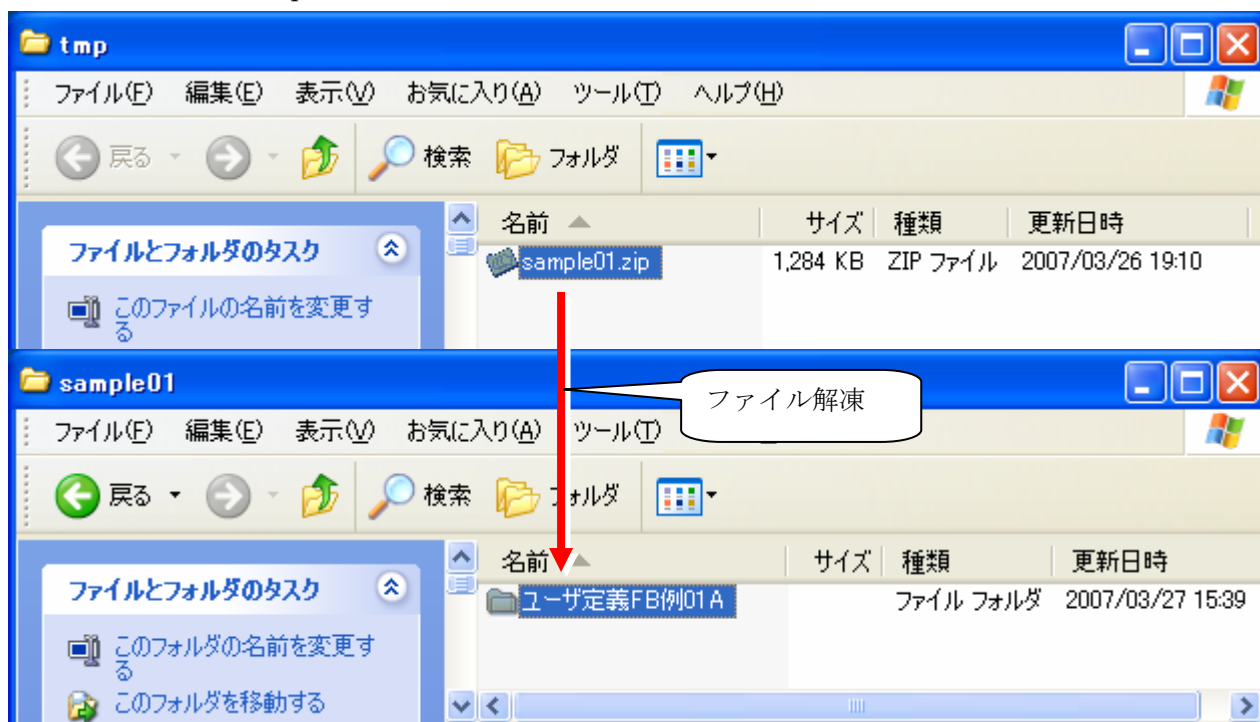 tmp
ファイル(F) 編集(E) 表示(V) お気に入り(A) ツール(T) ヘルプ(H)
戻る 検索 フォルダ
名前 サイズ 種類 更新日時
ファイルとフォルダのタスク
sample01.zip 1,284 KB ZIP ファイル 2007/03/26 19:10
このファイルの名前を変更す
る
sample01
ファイル解凍
ファイル(F) 編集(E) 表示(V) お気に入り(A) ツール(T)
戻る 検索 フォルダ
名前 サイズ 種類 更新日時
ファイルとフォルダのタスク
ユーザ定義FB例01A ファイル フォルダ 2007/03/27 15:39
このフォルダの名前を変更す
る
このフォルダを移動する